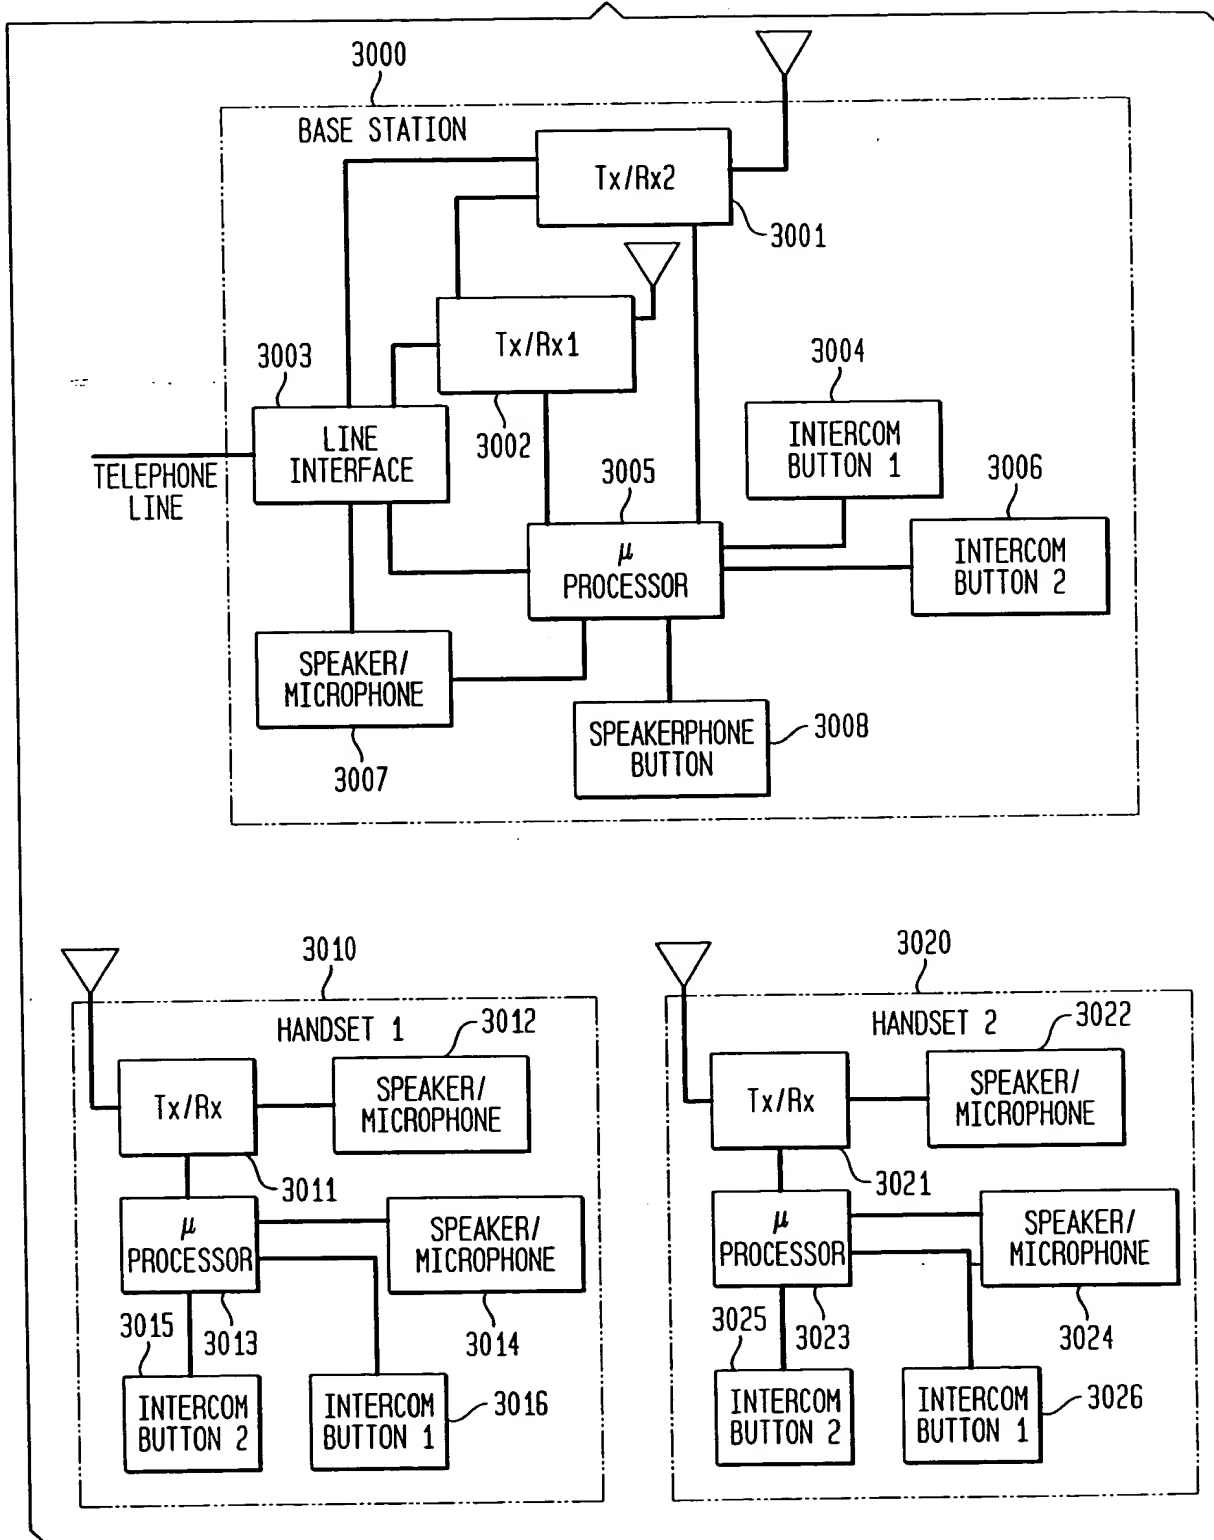 3000
BASE STATION
Tx/Rx2
3001
Tx/Rx1
3002
3003
LINE
INTERFACE
TELEPHONE
LINE
3004
INTERCOM
BUTTON 1
3005
μ
PROCESSOR
3006
INTERCOM
BUTTON 2
SPEAKER/
MICROPHONE
3007
SPEAKERPHONE
BUTTON
3008
3010
HANDSET 1
3012
Tx/Rx
SPEAKER/
MICROPHONE
3011
μ
PROCESSOR
SPEAKER/
MICROPHONE
3015
3013
3014
INTERCOM
BUTTON 2
INTERCOM
BUTTON 1
3016
3020
HANDSET 2
3022
Tx/Rx
SPEAKER/
MICROPHONE
3021
μ
PROCESSOR
SPEAKER/
MICROPHONE
3025
3023
3024
INTERCOM
BUTTON 2
INTERCOM
BUTTON 1
3026